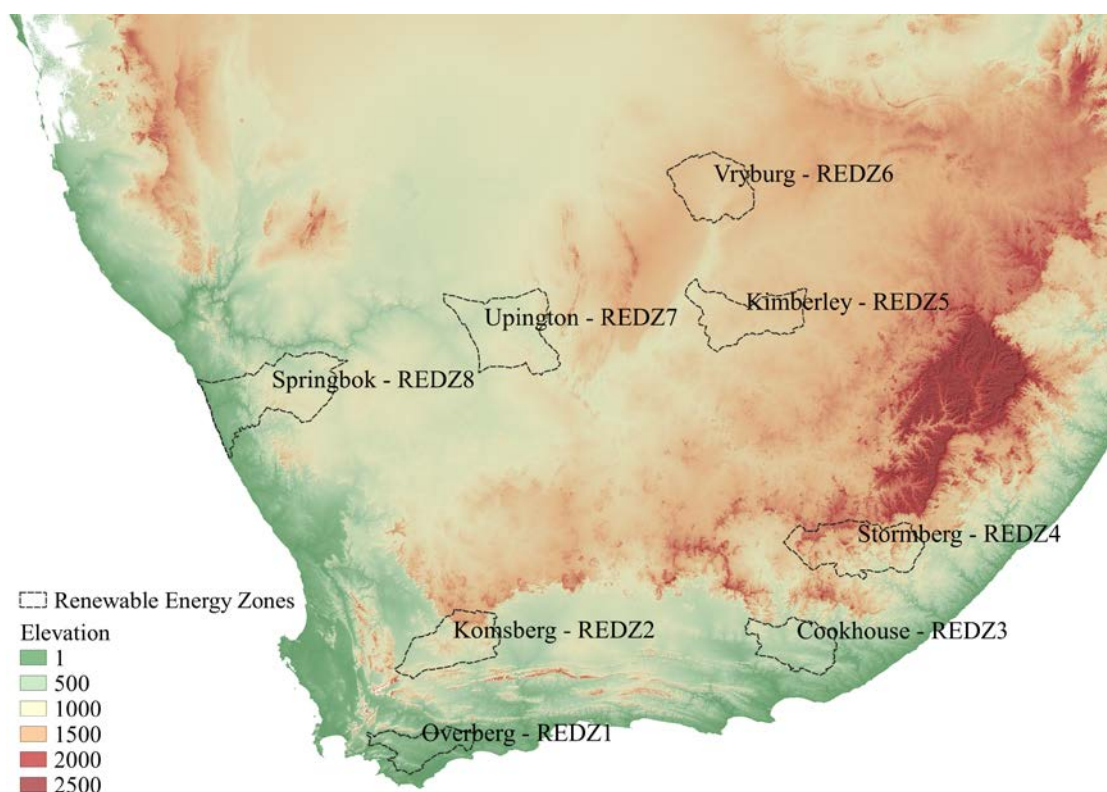 Vryburg - REDZ6
Kimberley - REDZ5
Upington - REDZ7
Springbok - REDZ8
Stormberg - REDZ4
Komsberg - REDZ2
Cookhouse - REDZ3
Overberg - REDZ1
Renewable Energy Zones
Elevation
1
500
1000
1500
2000
2500